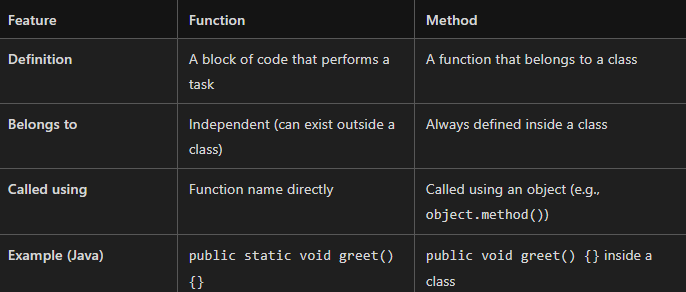 Feature Function Method
Definition A block of code that performs a task A function that belongs to a class
Belongs to Independent (can exist outside a class) Always defined inside a class
Called using Function name directly Called using an object (e.g., object.method())
Example (Java) public static void greet() {} public void greet() {} inside a class